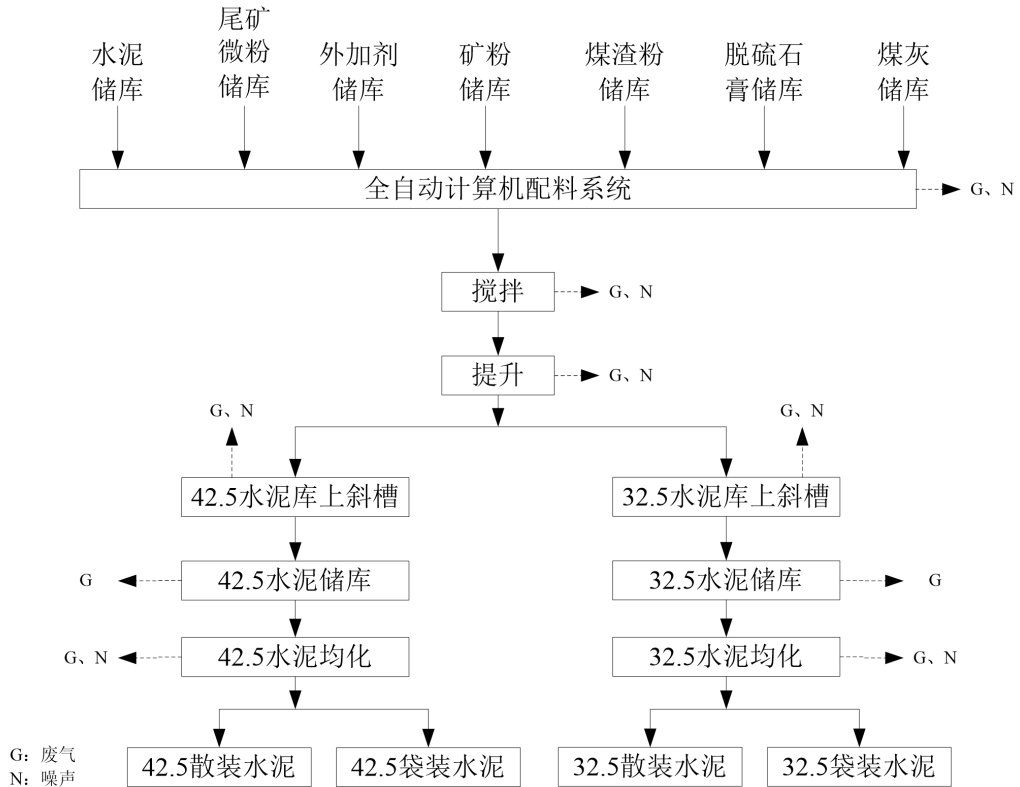 水泥
储库
尾矿
微粉
储库
外加剂
储库
矿粉
储库
煤渣粉
储库
脱硫石
膏储库
煤灰
储库
全自动计算机配料系统
G、N
搅拌
G、N
提升
G、N
G、N
G、N
42.5水泥库上斜槽
32.5水泥库上斜槽
G
42.5水泥储库
32.5水泥储库
G
G、N
42.5水泥均化
32.5水泥均化
G、N
G：废气
N：噪声
42.5散装水泥
42.5袋装水泥
32.5散装水泥
32.5袋装水泥